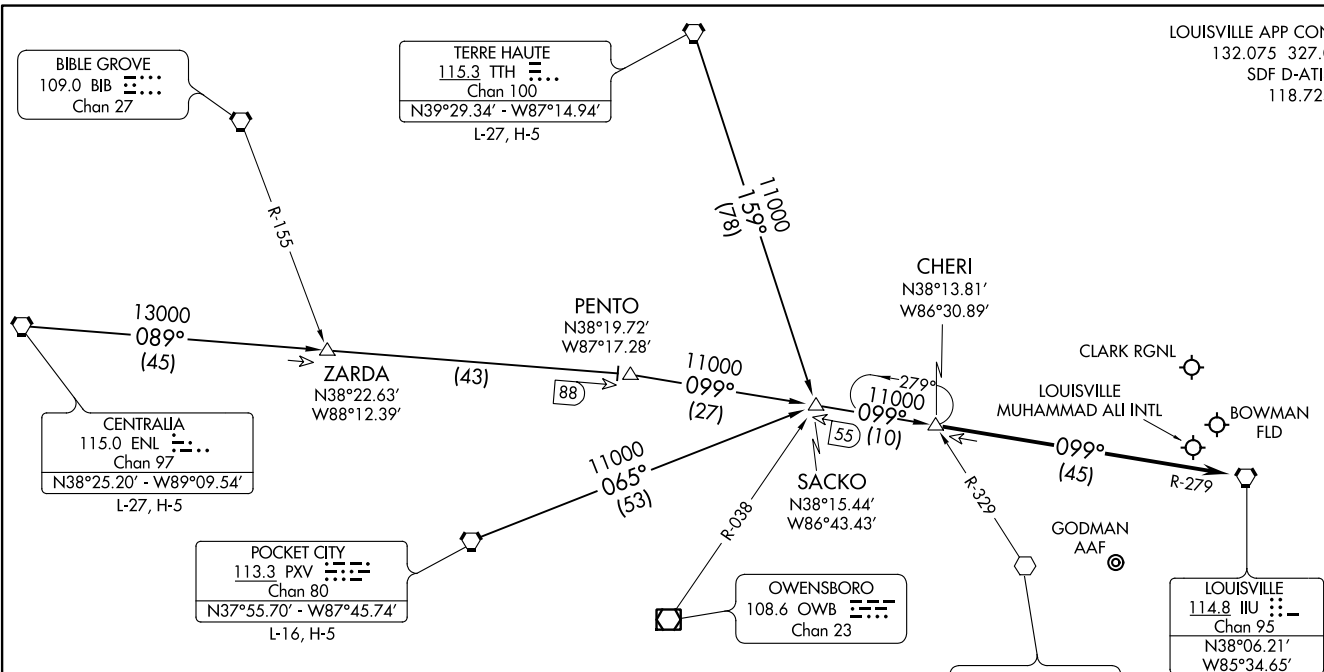 LOUISVILLE APP CON
132.075 327.
SDF D-ATI
118.72
BIBLE GROVE
109.0 BIB
Chan 27
TERRE HAUTE
115.3 TTH
Chan 100
N39°29.34′ - W87°14.94′
L-27, H-5
R-155
11000
159°
(78)
CHERI
N38°13.81′
W86°30.89′
PENTO
N38°19.72′
W87°17.28′
13000
089°
(45)
ZARDA
N38°22.63′
W88°12.39′
(43)
88
11000
099°
(27)
279°
11000
099°
(10)
55
CLARK RGNL
LOUISVILLE
MUHAMMAD ALI INTL
BOWMAN
FLD
099°
(45)
R-279
CENTRALIA
115.0 ENL
Chan 97
N38°25.20′ - W89°09.54′
L-27, H-5
11000
065°
(53)
SACKO
N38°15.44′
W86°43.43′
R-038
R-329
GODMAN
AAF
POCKET CITY
113.3 PXV
Chan 80
N37°55.70′ - W87°45.74′
L-16, H-5
OWENSBORO
108.6 OWB
Chan 23
LOUISVILLE
114.8 IIU
Chan 95
N38°06.21′
W85°34.65′